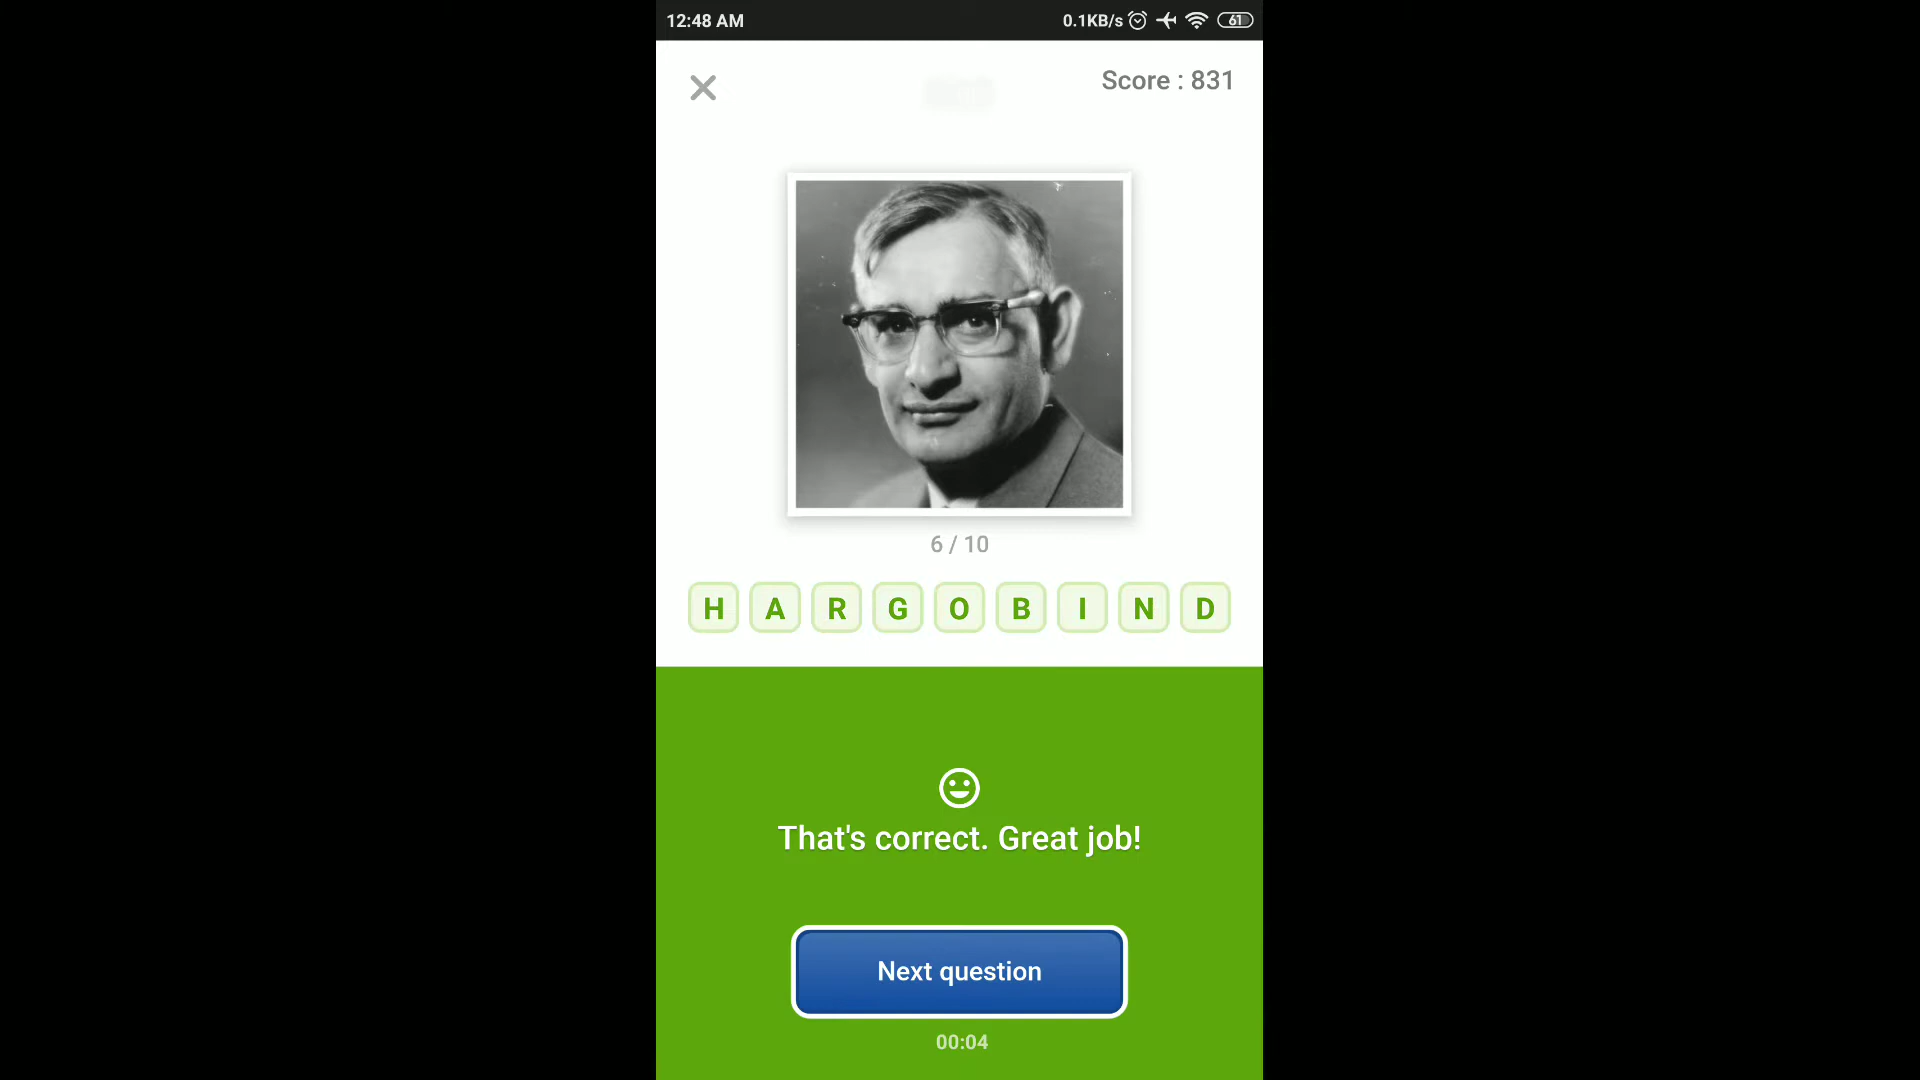 12:48 AM 0.1KB/s 61
Score : 831
6 / 10
H A R G O B I N D
That's correct. Great job!
Next question
00:04